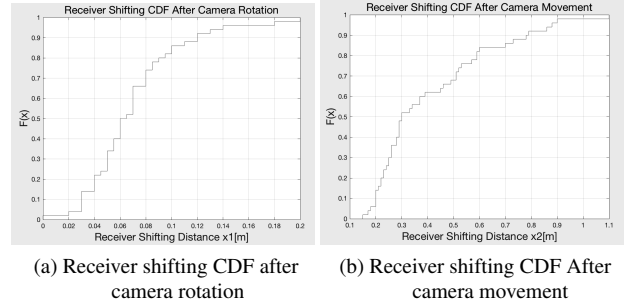 Receiver Shifting CDF After Camera Rotation
1
0.9
0.8
0.7
0.6
0.5
0.4
0.3
0.2
0.1
0
F(x)
0 0.02 0.04 0.06 0.08 0.1 0.12 0.14 0.16 0.18 0.2
Receiver Shifting Distance x1[m]
(a) Receiver shifting CDF after
camera rotation
Receiver Shifting CDF After Camera Movement
1
0.9
0.8
0.7
0.6
0.5
0.4
0.3
0.2
0.1
0
F(x)
0.1 0.2 0.3 0.4 0.5 0.6 0.7 0.8 0.9 1 1.1
Receiver Shifting Distance x2[m]
(b) Receiver shifting CDF After
camera movement